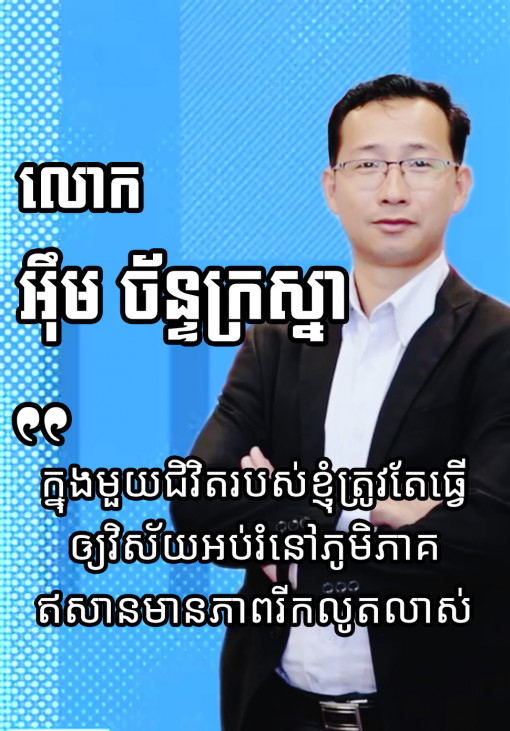 លោក
អ៊ឹម ច័ន្ទក្រស្នា
“
ក្នុងមួយជិវិតរបស់ខ្ញុំត្រូវតែធ្វើ
ឲ្យវិស័យអប់រំនៅភូមិភាគ
ឥសានមានភាពរីកលូតលាស់